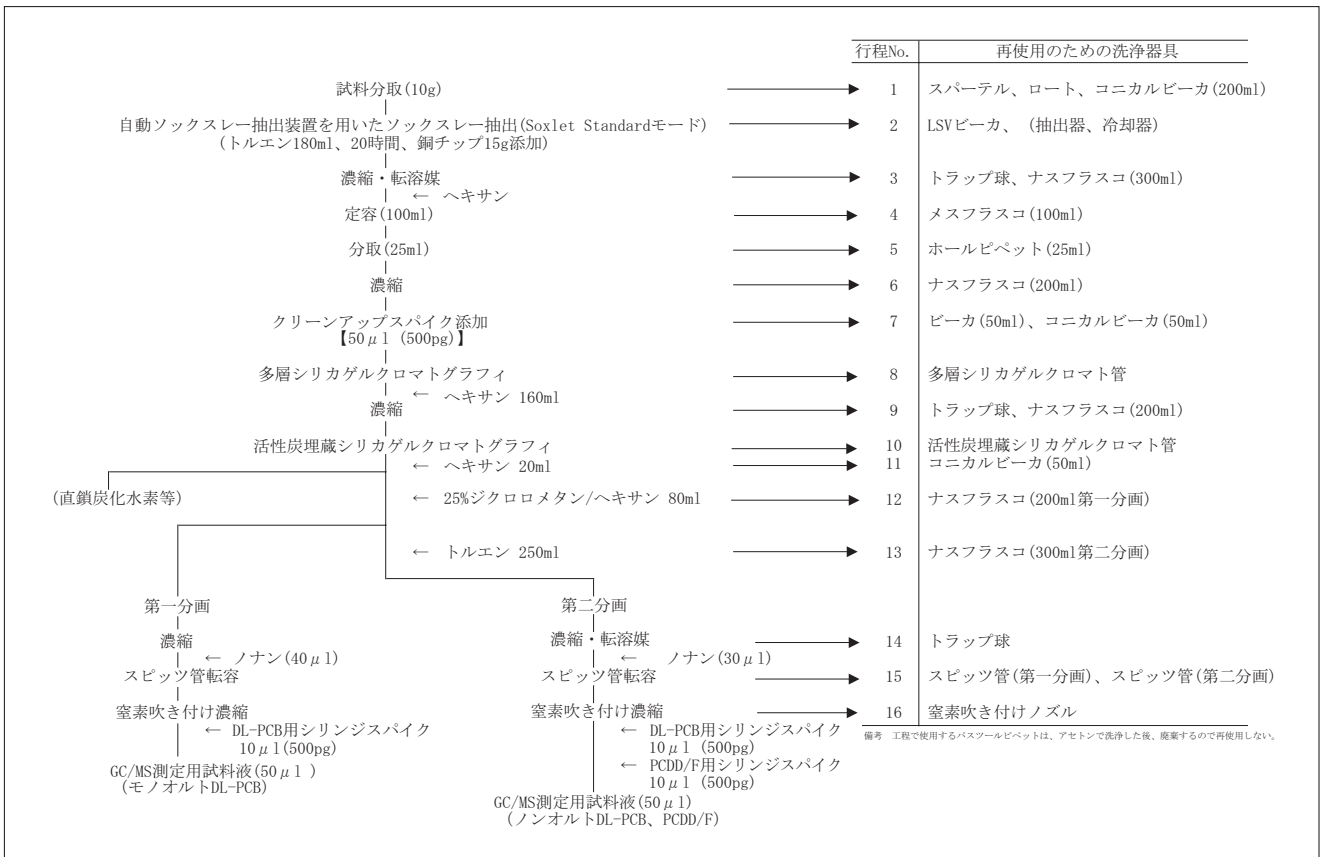 行程No. 再使用のための洗浄器具
試料分取(10g) 1 スパーテル、ロート、コニカルビーカ(200ml)
自動ソックスレー抽出装置を用いたソックスレー抽出(Soxlet Standardモード) 2 LSVビーカ、（抽出器、冷却器）
(トルエン180ml、20時間、銅チップ15g添加)
濃縮・転溶媒 3 トラップ球、ナスフラスコ(300ml)
← ヘキサン
定容(100ml) 4 メスフラスコ(100ml)
分取(25ml) 5 ホールピペット(25ml)
濃縮 6 ナスフラスコ(200ml)
クリーンアップスパイク添加 7 ビーカ(50ml)、コニカルビーカ(50ml)
【50μl (500pg)】
多層シリカゲルクロマトグラフィ 8 多層シリカゲルクロマト管
← ヘキサン 160ml
濃縮 9 トラップ球、ナスフラスコ(200ml)
活性炭埋蔵シリカゲルクロマトグラフィ 10 活性炭埋蔵シリカゲルクロマト管
← ヘキサン 20ml 11 コニカルビーカ(50ml)
(直鎖炭化水素等) ← 25%ジクロロメタン/ヘキサン 80ml 12 ナスフラスコ(200ml第一分画)
← トルエン 250ml 13 ナスフラスコ(300ml第二分画)
第一分画 第二分画
濃縮 濃縮・転溶媒 14 トラップ球
← ノナン(40μl) ← ノナン(30μl)
スピッツ管転容 スピッツ管転容 15 スピッツ管(第一分画)、スピッツ管(第二分画)
窒素吹き付け濃縮 窒素吹き付け濃縮 16 窒素吹き付けノズル
← DL-PCB用シリンジスパイク ← DL-PCB用シリンジスパイク
備考 工程で使用するパスツールピペットは、アセトンで洗浄した後、廃棄するので再使用しない。
10μl(500pg) 10μl (500pg)
← PCDD/F用シリンジスパイク
10μl (500pg)
GC/MS測定用試料液(50μl )
(モノオルトDL-PCB)
GC/MS測定用試料液(50μl)
(ノンオルトDL-PCB、PCDD/F)